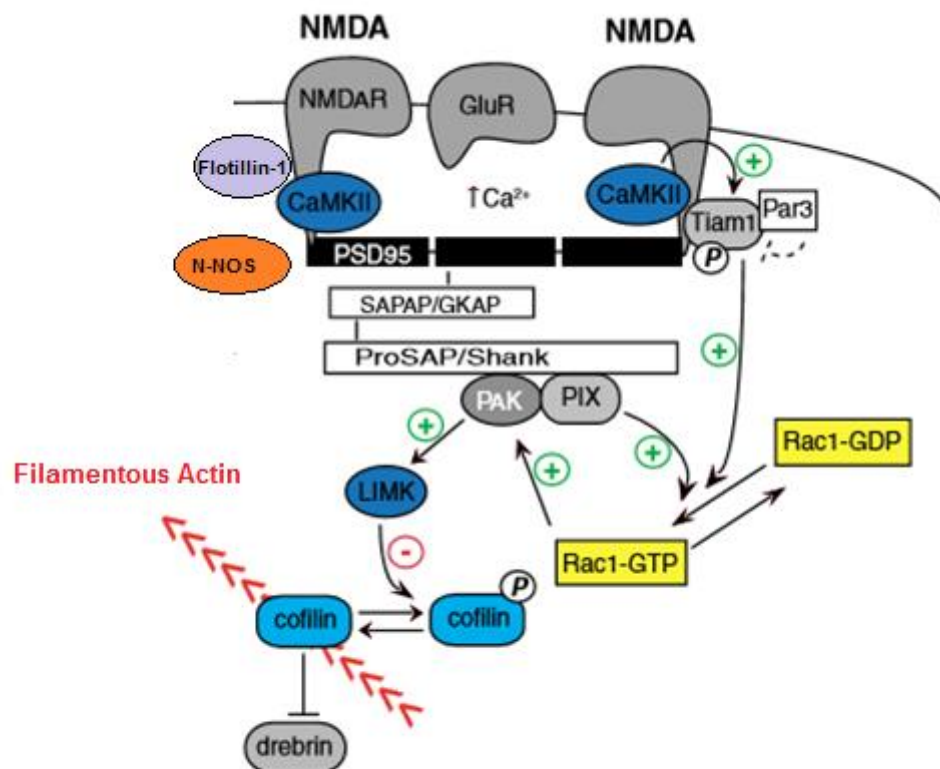 NMDA
NMDA
NMDAR
GluR
Flotillin-1
CaMKII
↑Ca²⁺
CaMKII
+
Tiam1
Par3
P
N-NOS
PSD95
SAPAP/GKAP
+
ProSAP/Shank
PAK
PIX
+
+
+
Rac1-GDP
Filamentous Actin
LIMK
-
Rac1-GTP
P
cofilin
cofilin
drebrin